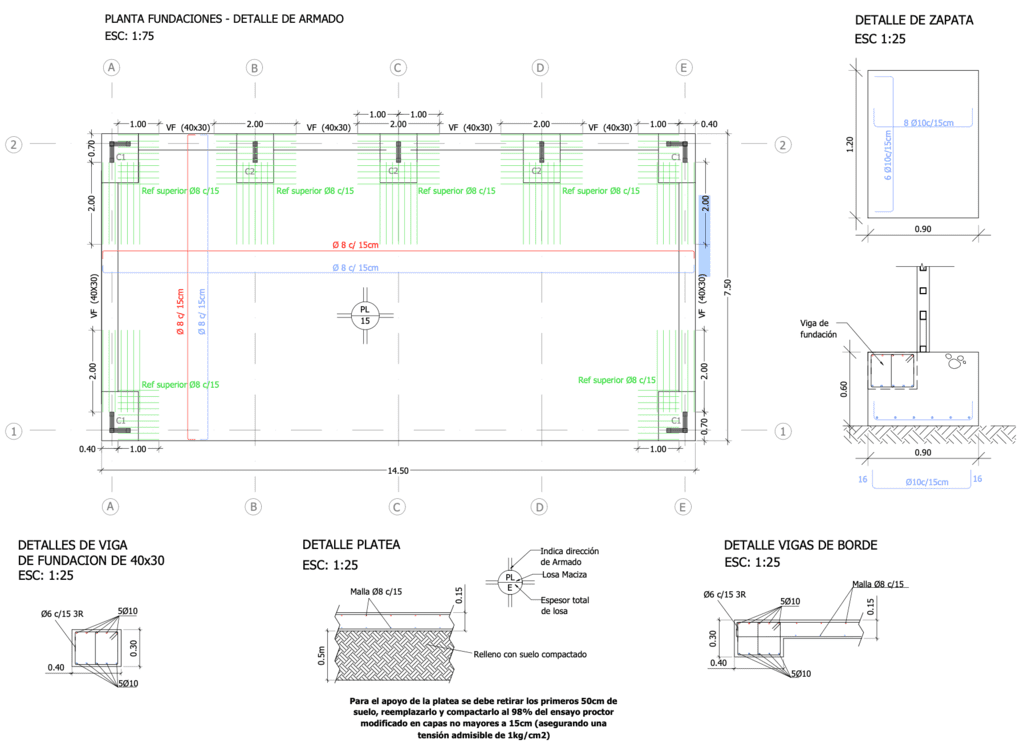 PLANTA FUNDACIONES - DETALLE DE ARMADO
ESC: 1:75
A
B
C
D
E
1.00
VF (40x30)
2.00
VF (40x30)
1.00
1.00
2.00
VF (40x30)
2.00
VF (40x30)
1.00
0.40
2
2
0.70
C1
C2
C2
C2
C1
Ref superior Ø8 c/15
Ref superior Ø8 c/15
Ref superior Ø8 c/15
Ref superior Ø8 c/15
2.00
2.00
Ø 8 c/ 15cm
Ø 8 c/ 15cm
VF (40X30)
Ø 8 c/ 15cm
Ø 8 c/ 15cm
PL
15
VF (40X30)
7.50
2.00
Ref superior Ø8 c/15
Ref superior Ø8 c/15
2.00
1
C1
C1
0.70
1
0.40
1.00
1.00
14.50
A
B
C
D
E
DETALLE DE ZAPATA
ESC 1:25
1.20
8 Ø10c/15cm
6 Ø10c/15cm
0.90
Viga de
fundación
0.60
0.90
16
Ø10c/15cm
16
DETALLES DE VIGA
DE FUNDACION DE 40x30
ESC: 1:25
Ø6 c/15 3R
5Ø10
0.30
0.40
5Ø10
DETALLE PLATEA
ESC: 1:25
Malla Ø8 c/15
0.15
0.5m
Relleno con suelo compactado
PL
E
Indica dirección
de Armado
Losa Maciza
Espesor total
de losa
Para el apoyo de la platea se debe retirar los primeros 50cm de
suelo, reemplazarlo y compactarlo al 98% del ensayo proctor
modificado en capas no mayores a 15cm (asegurando una
tensión admisible de 1kg/cm2)
DETALLE VIGAS DE BORDE
ESC: 1:25
Ø6 c/15 3R
5Ø10
Malla Ø8 c/15
0.15
0.30
0.40
5Ø10